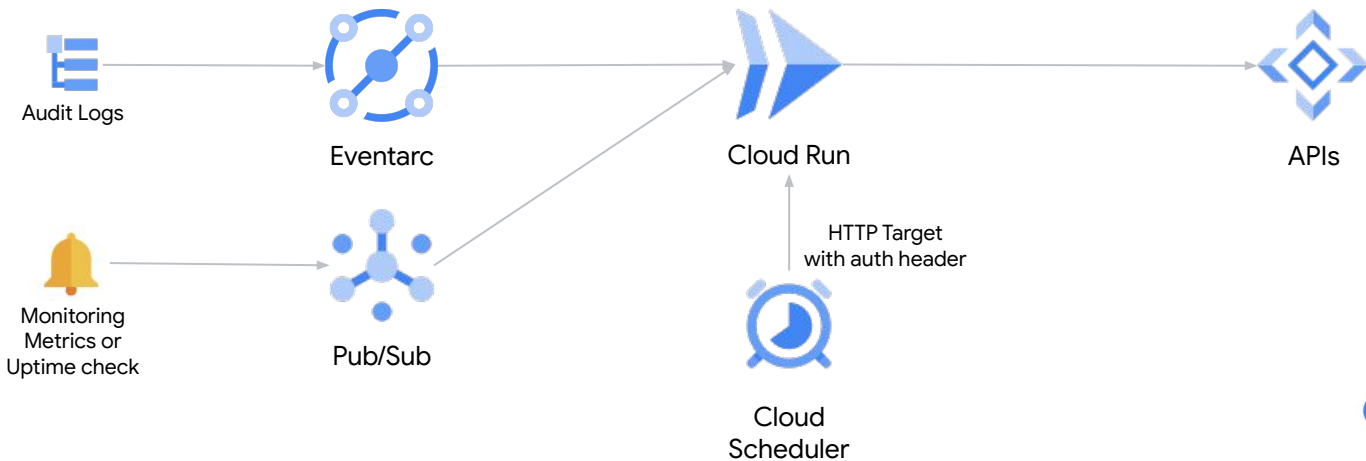 Audit Logs
Eventarc
Cloud Run
APIs
HTTP Target
with auth header
Monitoring
Metrics or
Uptime check
Pub/Sub
Cloud
Scheduler